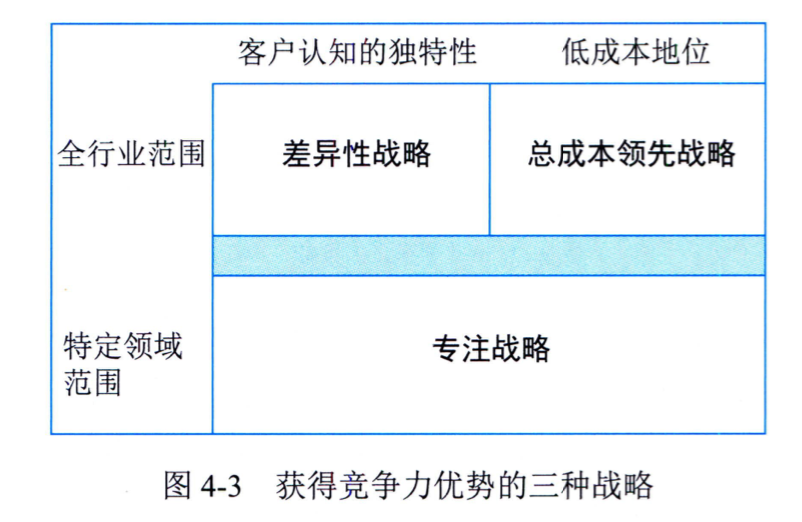 客户认知的独特性 低成本地位
全行业范围 差异性战略 总成本领先战略
特定领域
范围
专注战略
图 4-3 获得竞争力优势的三种战略